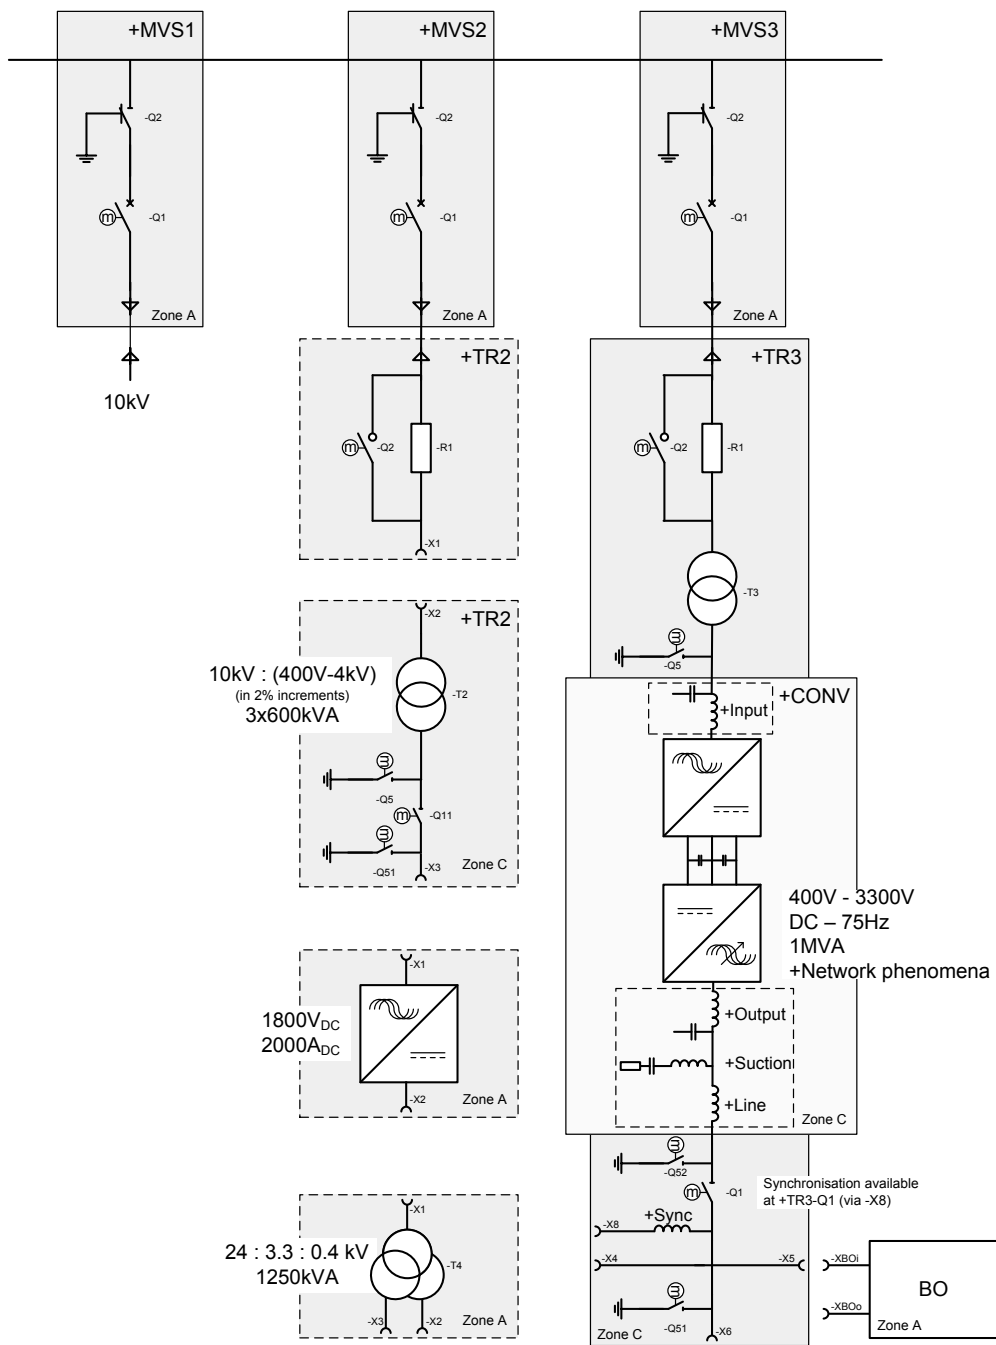 +MVS1
+MVS2
+MVS3
-Q2
-Q2
-Q2
m
-Q1
m
-Q1
m
-Q1
Zone A
Zone A
Zone A
10kV
+TR2
m
-Q2
-R1
-X1
+TR3
m
-Q2
-R1
-T3
m
-Q5
+TR2
-X2
10kV : (400V-4kV)
(in 2% increments)
3x600kVA
-T2
m
-Q5
m
-Q11
m
-Q51
-X3
Zone C
+CONV
+Input
400V - 3300V
DC – 75Hz
1MVA
+Network phenomena
+Output
+Suction
+Line
Zone C
-X1
1800VDC
2000ADC
-X2
Zone A
m
-Q52
m
-Q1
Synchronisation available
at +TR3-Q1 (via -X8)
+Sync
-X8
-X4
-X5
m
-Q51
-X6
Zone C
-XBOi
BO
-XBOo
Zone A
-X1
24 : 3.3 : 0.4 kV
1250kVA
-T4
-X3
-X2
Zone A